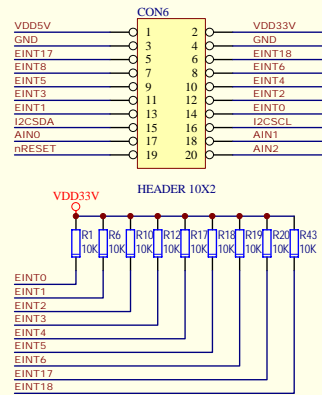 CON6
VDD5V 1 2 VDD33V
GND 3 4 GND
EINT17 5 6 EINT18
EINT8 7 8 EINT6
EINT5 9 10 EINT4
EINT3 11 12 EINT2
EINT1 13 14 EINT0
I2CSDA 15 16 I2CSCL
AIN0 17 18 AIN1
nRESET 19 20 AIN2
HEADER 10X2
VDD33V
R1 R6 R10 R12 R17 R18 R19 R20 R43
10K 10K 10K 10K 10K 10K 10K 10K 10K
EINT0
EINT1
EINT2
EINT3
EINT4
EINT5
EINT6
EINT17
EINT18